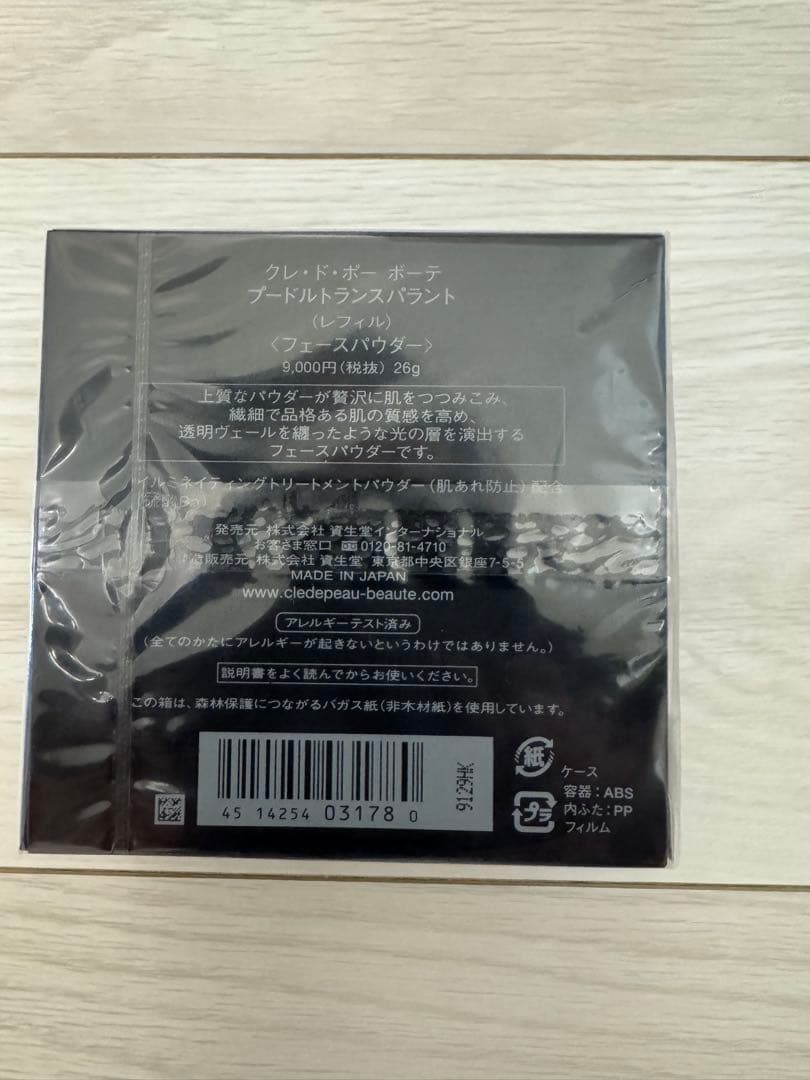 クレ・ド・ポー ボーテ
プードルトランスパラント
(レフィル)
〈フェースパウダー〉
9,000円(税抜) 26g
上質なパウダーが贅沢に肌をつつみこみ、
繊細で品格ある肌の質感を高め、
透明ヴェールを纏ったような光の層を演出する
フェースパウダーです。
イルミネイティングトリートメントパウダー(肌あれ防止)配合
発売元 株式会社 資生堂インターナショナル
お客さま窓口 0120-81-4710
造販売元 株式会社 資生堂 東京都中央区銀座7-5-5
MADE IN JAPAN
www.cledepeau-beaute.com
アレルギーテスト済み
(全てのかたにアレルギーが起きないというわけではありません。)
説明書をよく読んでからお使いください。
この箱は、森林保護につながるバガス紙(非木材紙)を使用しています。
45 14254 03178 0
9129HK
紙
ケース
プラ
容器:ABS
内ふた:PP
フィルム